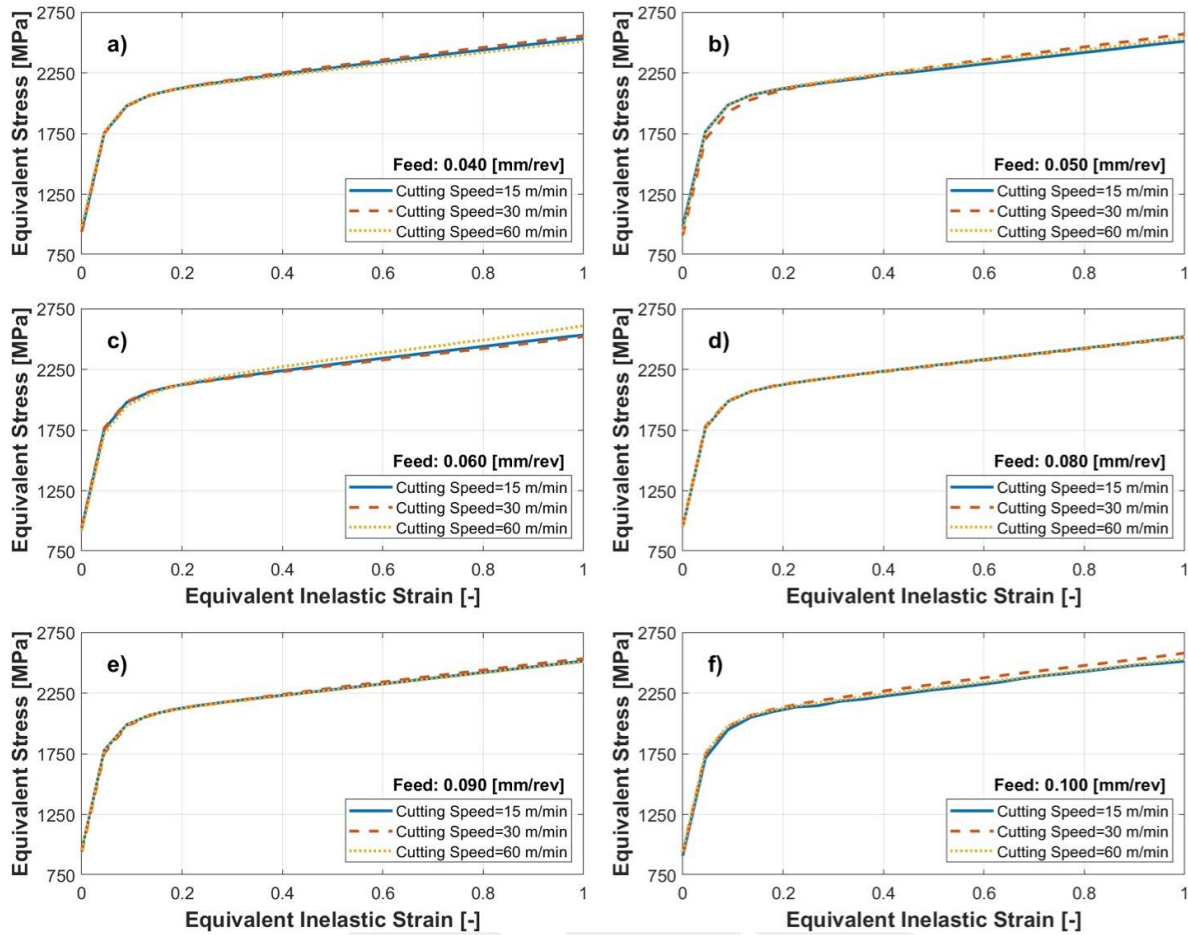 a)
Equivalent Stress [MPa]
2750
2250
1750
1250
750
Feed: 0.040 [mm/rev]
Cutting Speed=15 m/min
Cutting Speed=30 m/min
Cutting Speed=60 m/min
0 0.2 0.4 0.6 0.8 1
b)
Equivalent Stress [MPa]
2750
2250
1750
1250
750
Feed: 0.050 [mm/rev]
Cutting Speed=15 m/min
Cutting Speed=30 m/min
Cutting Speed=60 m/min
0 0.2 0.4 0.6 0.8 1
c)
Equivalent Stress [MPa]
2750
2250
1750
1250
750
Feed: 0.060 [mm/rev]
Cutting Speed=15 m/min
Cutting Speed=30 m/min
Cutting Speed=60 m/min
0 0.2 0.4 0.6 0.8 1
Equivalent Inelastic Strain [-]
d)
Equivalent Stress [MPa]
2750
2250
1750
1250
750
Feed: 0.080 [mm/rev]
Cutting Speed=15 m/min
Cutting Speed=30 m/min
Cutting Speed=60 m/min
0 0.2 0.4 0.6 0.8 1
Equivalent Inelastic Strain [-]
e)
Equivalent Stress [MPa]
2750
2250
1750
1250
750
Feed: 0.090 [mm/rev]
Cutting Speed=15 m/min
Cutting Speed=30 m/min
Cutting Speed=60 m/min
0 0.2 0.4 0.6 0.8 1
Equivalent Inelastic Strain [-]
f)
Equivalent Stress [MPa]
2750
2250
1750
1250
750
Feed: 0.100 [mm/rev]
Cutting Speed=15 m/min
Cutting Speed=30 m/min
Cutting Speed=60 m/min
0 0.2 0.4 0.6 0.8 1
Equivalent Inelastic Strain [-]